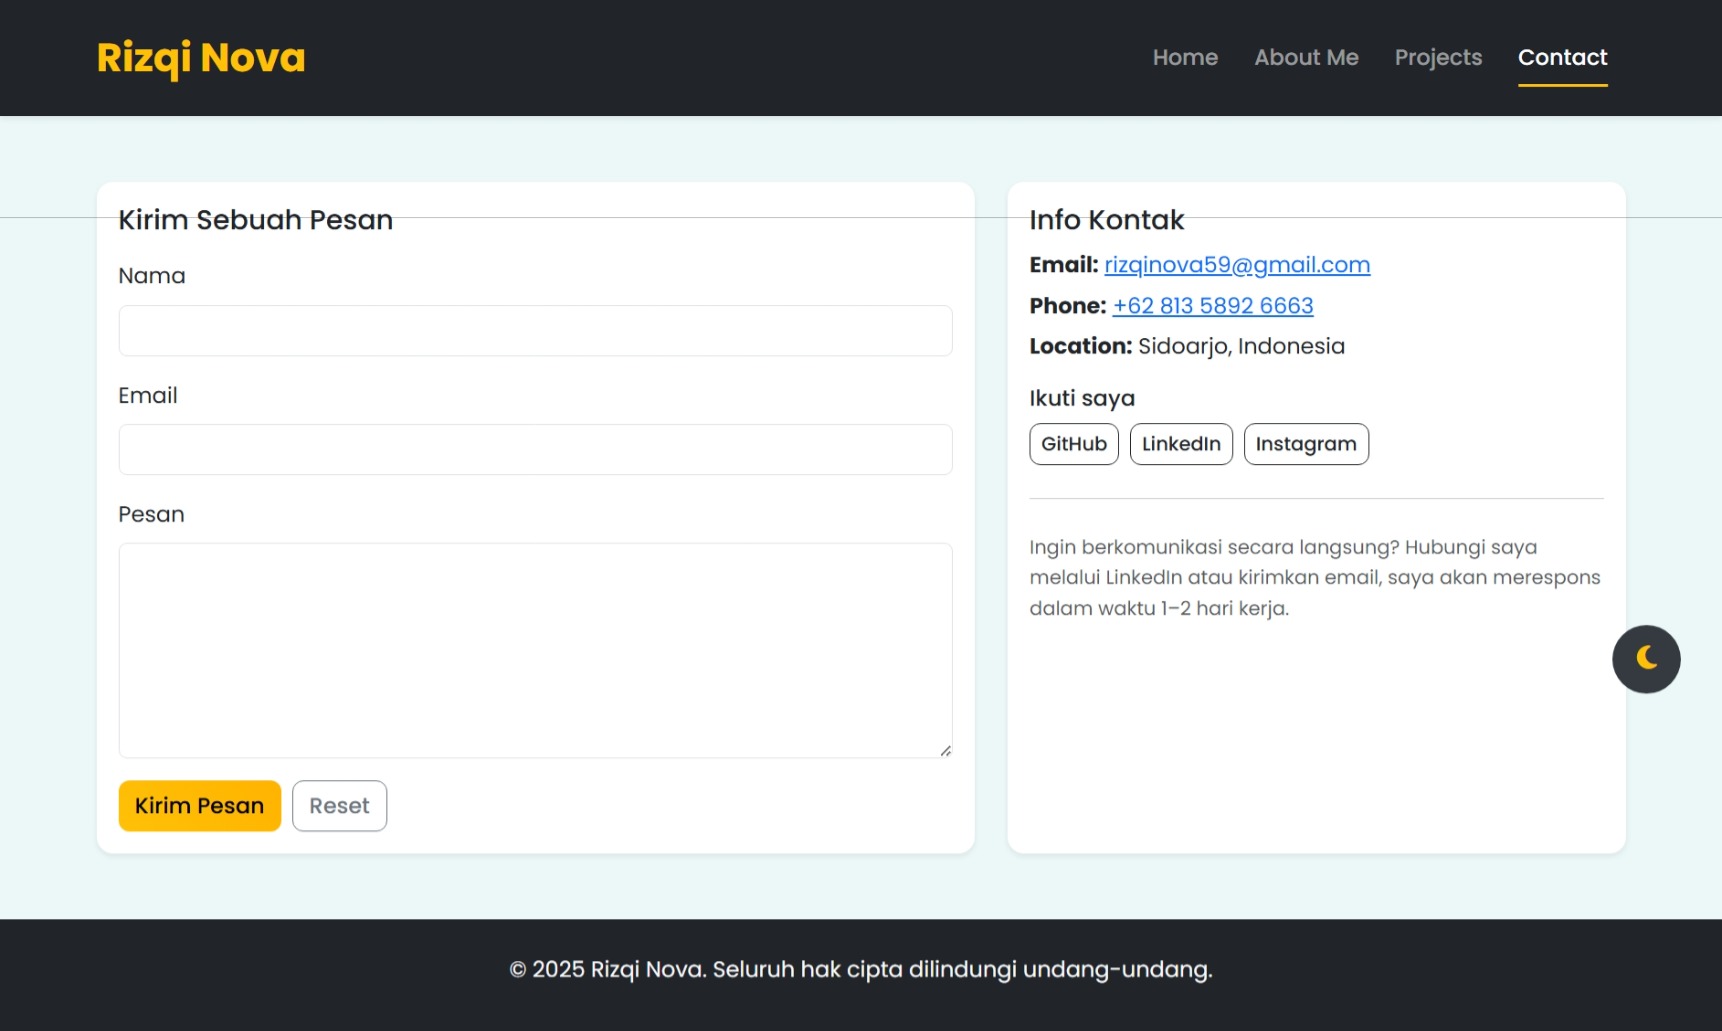 Rizqi Nova
Home
About Me
Projects
Contact
Kirim Sebuah Pesan
Nama
Email
Pesan
Kirim Pesan
Reset
Info Kontak
Email: rizqinova59@gmail.com
Phone: +62 813 5892 6663
Location: Sidoarjo, Indonesia
Ikuti saya
GitHub
LinkedIn
Instagram
Ingin berkomunikasi secara langsung? Hubungi saya
melalui LinkedIn atau kirimkan email, saya akan merespons
dalam waktu 1–2 hari kerja.
© 2025 Rizqi Nova. Seluruh hak cipta dilindungi undang-undang.